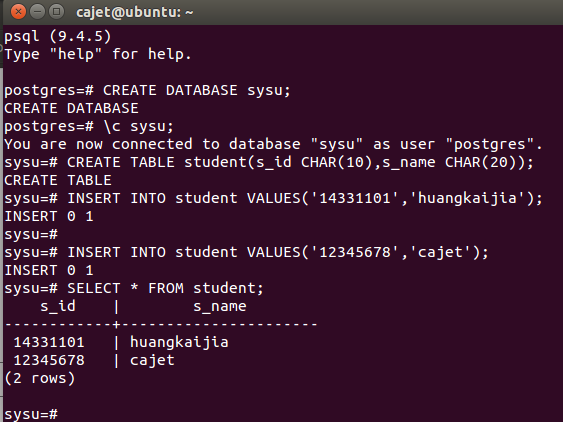 cajet@ubuntu: ~
psql (9.4.5)
Type "help" for help.
postgres=# CREATE DATABASE sysu;
CREATE DATABASE
postgres=# \c sysu;
You are now connected to database "sysu" as user "postgres".
sysu=# CREATE TABLE student(s_id CHAR(10),s_name CHAR(20));
CREATE TABLE
sysu=# INSERT INTO student VALUES('14331101','huangkaijia');
INSERT 0 1
sysu=#
sysu=# INSERT INTO student VALUES('12345678','cajet');
INSERT 0 1
sysu=# SELECT * FROM student;
    s_id    |        s_name
------------+----------------------
 14331101   | huangkaijia
 12345678   | cajet
(2 rows)
sysu=#